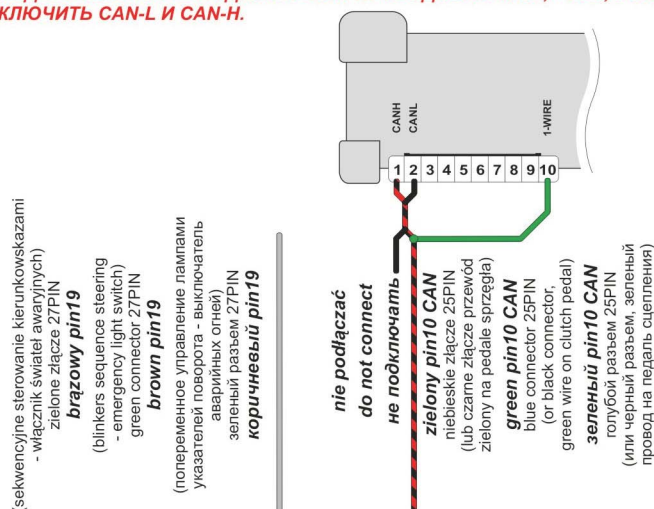 КЛЮЧИТЬ CAN-L И CAN-H.
CANH
CANL
1-WIRE
1 2 3 4 5 6 7 8 9 10
(sekwencyjne sterowanie kierunkowskazami
- włącznik świateł awaryjnych)
zielone złącze 27PIN
brązowy pin19
(blinkers sequence steering
- emergency light switch)
green connector 27PIN
brown pin19
(попеременное управление лампами
указателей поворота - выключатель
аварийных огней)
зеленый разъем 27PIN
коричневый pin19
nie podłączać
do not connect
не подключать
zielony pin10 CAN
niebieskie złącze 25PIN
(lub czarne złącze przewód
zielony na pedale sprzęgła)
green pin10 CAN
blue connector 25PIN
(or black connector,
green wire on clutch pedal)
зеленый pin10 CAN
голубой разъем 25PIN
(или черный разъем, зеленый
провод на педаль сцепления)